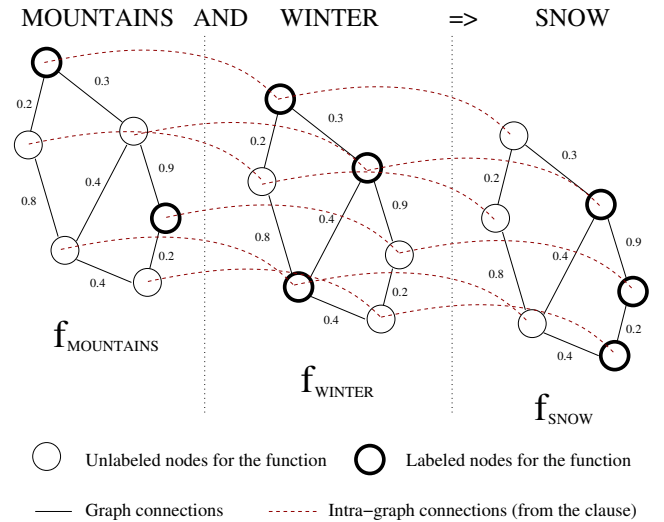 MOUNTAINS AND WINTER => SNOW
0.2 0.3 0.9 0.8 0.4 0.2 0.4
0.2 0.3 0.9 0.8 0.4 0.2 0.4
0.3 0.2 0.9 0.8 0.4 0.2 0.4
f MOUNTAINS
f WINTER
f SNOW
Unlabeled nodes for the function Labeled nodes for the function
Graph connections Intra-graph connections (from the clause)